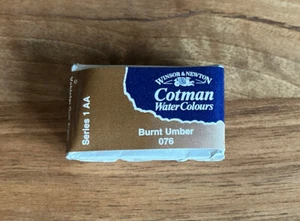 WINSOR & NEWTON
Cotman
Water Colours
Series 1 AA
Burnt Umber
076